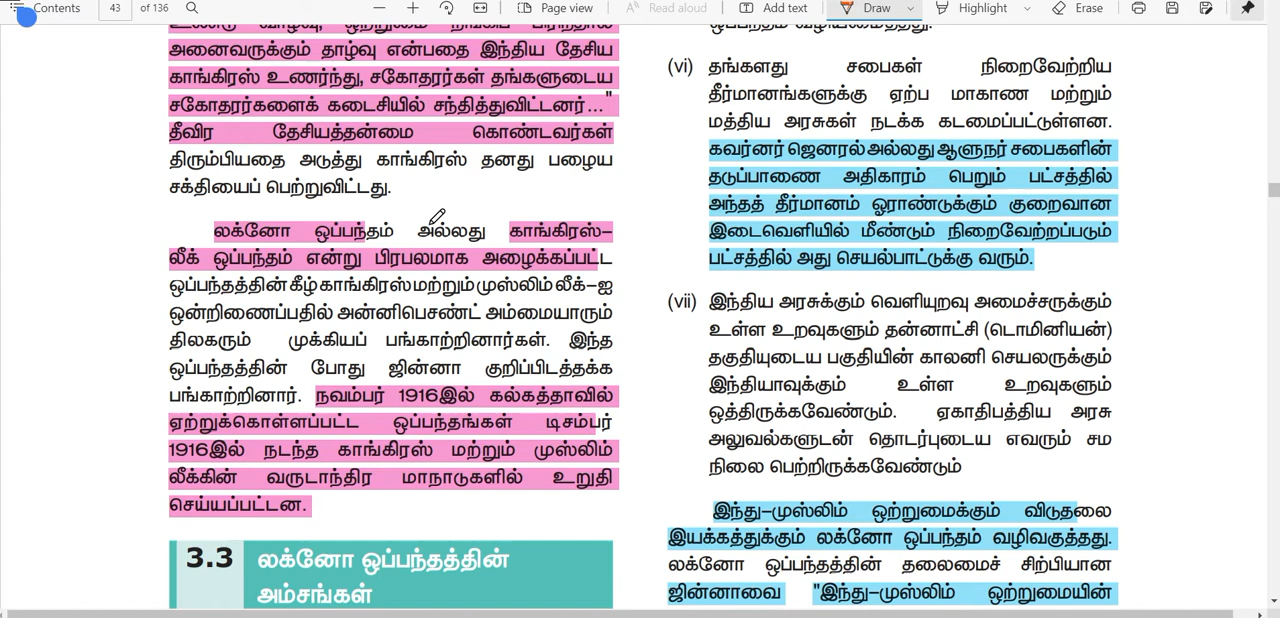 Contents 43 of 136 Page view Read aloud Add text Draw Highlight Erase
அனைவருக்கும் தாழ்வு என்பதை இந்திய தேசிய
காங்கிரஸ் உணர்ந்து, சகோதரர்கள் தங்களுடைய
சகோதரர்களைக் கடைசியில் சந்தித்துவிட்டனர்..."
தீவிர தேசியத்தன்மை கொண்டவர்கள்
திரும்பியதை அடுத்து காங்கிரஸ் தனது பழைய
சக்தியைப் பெற்றுவிட்டது.
லக்னோ ஒப்பந்தம் அல்லது காங்கிரஸ்–
லீக் ஒப்பந்தம் என்று பிரபலமாக அழைக்கப்பட்ட
ஒப்பந்தத்தின் கீழ் காங்கிரஸ் மற்றும் முஸ்லிம் லீக்–ஐ
ஒன்றிணைப்பதில் அன்னிபெசண்ட் அம்மையாரும்
திலகரும் முக்கியப் பங்காற்றினார்கள். இந்த
ஒப்பந்தத்தின் போது ஜின்னா குறிப்பிடத்தக்க
பங்காற்றினார். நவம்பர் 1916இல் கல்கத்தாவில்
ஏற்றுக்கொள்ளப்பட்ட ஒப்பந்தங்கள் டிசம்பர்
1916இல் நடந்த காங்கிரஸ் மற்றும் முஸ்லிம்
லீக்கின் வருடாந்திர மாநாடுகளில் உறுதி
செய்யப்பட்டன.
3.3 லக்னோ ஒப்பந்தத்தின்
அம்சங்கள்
ஒப்பந்தம் வழியமைத்தது.
(vi) தங்களது சபைகள் நிறைவேற்றிய
தீர்மானங்களுக்கு ஏற்ப மாகாண மற்றும்
மத்திய அரசுகள் நடக்க கடமைப்பட்டுள்ளன.
கவர்னர் ஜெனரல் அல்லது ஆளுநர் சபைகளின்
தடுப்பாணை அதிகாரம் பெறும் பட்சத்தில்
அந்தத் தீர்மானம் ஓராண்டுக்கும் குறைவான
இடைவெளியில் மீண்டும் நிறைவேற்றப்படும்
பட்சத்தில் அது செயல்பாட்டுக்கு வரும்.
(vii) இந்திய அரசுக்கும் வெளியுறவு அமைச்சருக்கும்
உள்ள உறவுகளும் தன்னாட்சி (டொமினியன்)
தகுதியுடைய பகுதியின் காலனி செயலருக்கும்
இந்தியாவுக்கும் உள்ள உறவுகளும்
ஒத்திருக்கவேண்டும். ஏகாதிபத்திய அரசு
அலுவல்களுடன் தொடர்புடைய எவரும் சம
நிலை பெற்றிருக்கவேண்டும்
இந்து–முஸ்லிம் ஒற்றுமைக்கும் விடுதலை
இயக்கத்துக்கும் லக்னோ ஒப்பந்தம் வழிவகுத்தது.
லக்னோ ஒப்பந்தத்தின் தலைமைச் சிற்பியான
ஜின்னாவை "இந்து–முஸ்லிம் ஒற்றுமையின்